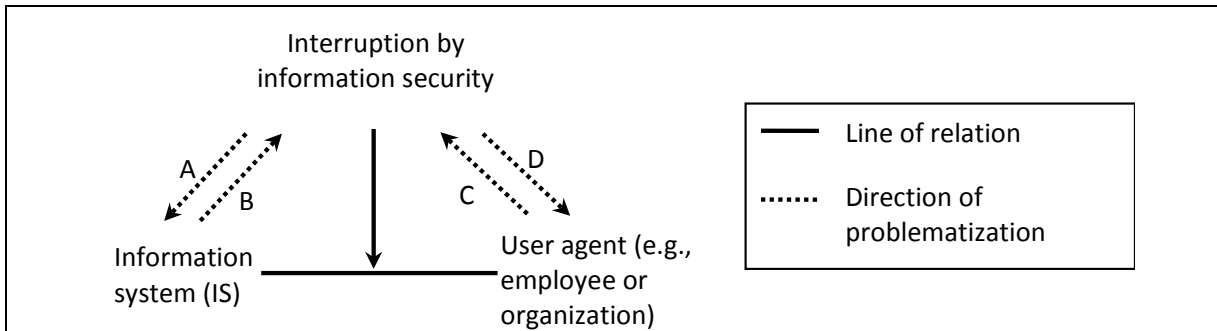 Interruption by
information security
A
B
C
D
Information
system (IS)
User agent (e.g.,
employee or
organization)
Line of relation
Direction of
problematization